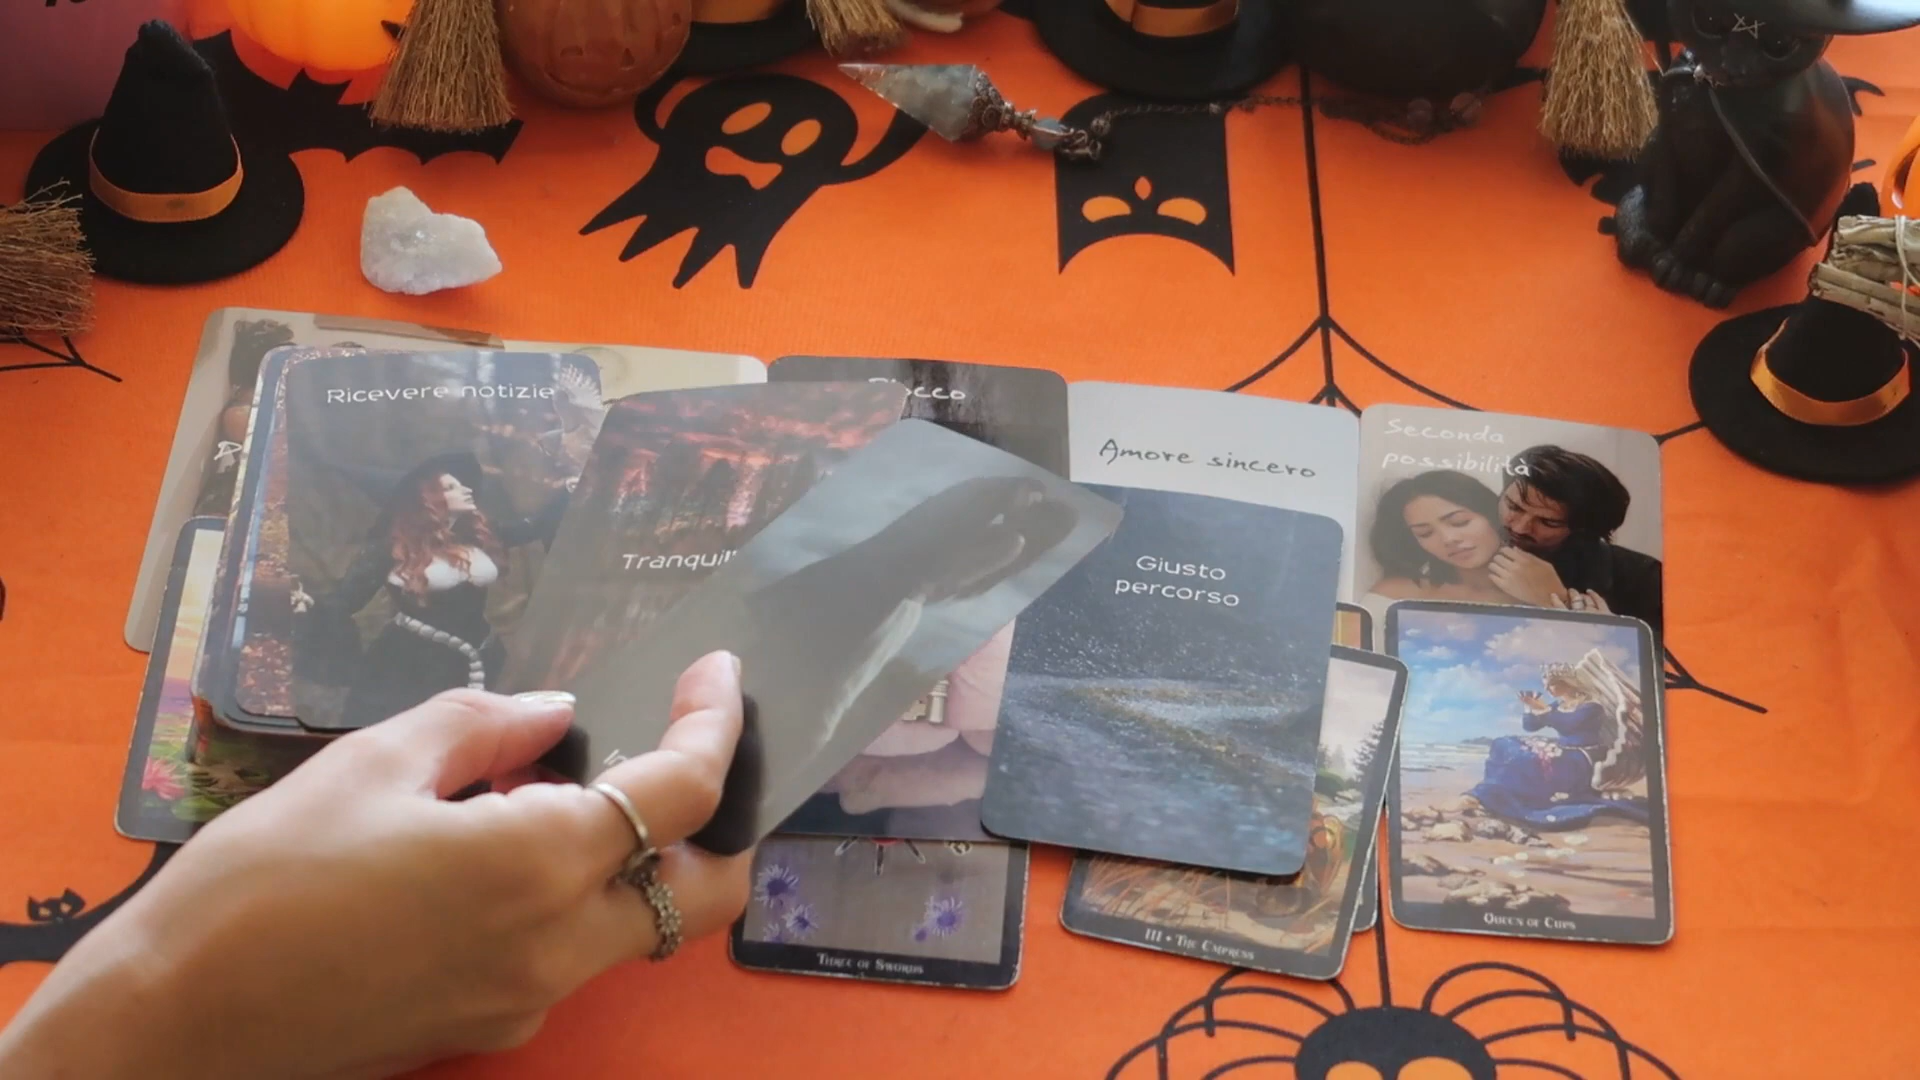 Ricevere notizie
Amore sincero
Seconda
possibilità
Giusto
percorso
QUEEN OF CUPS
III • THE EMPRESS
THREE OF SWORDS